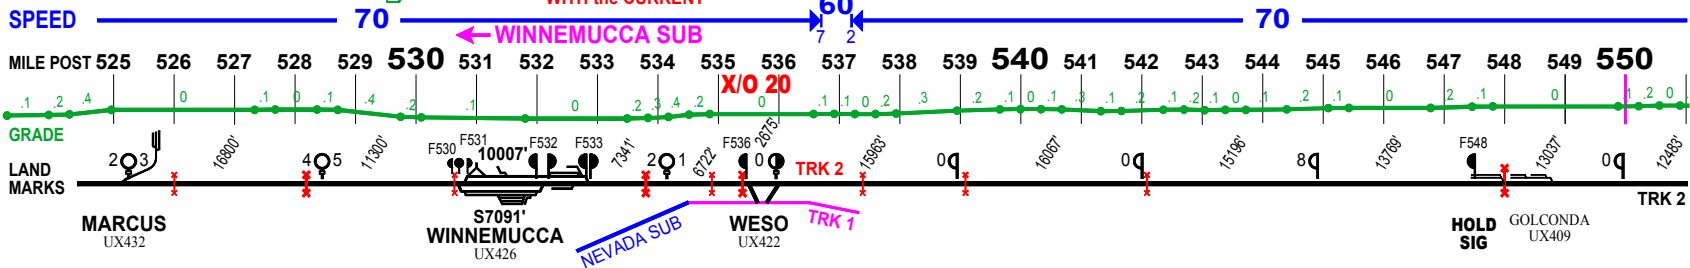 WITH the CURRENT
60
SPEED 70 70
7 2
WINNEMUCCA SUB
MILE POST 525 526 527 528 529 530 531 532 533 534 535 536 537 538 539 540 541 542 543 544 545 546 547 548 549 550
X/O 20
.1 .2 .4 0 .1 0 .1 .4 .2 .1 0 .2 .3 .4 .2 0 .1 .1 0 .2 .3 .1 0 .1 .3 .1 .2 .1 0 .1 .2 .1 0 .2 .1 0 .1 .2 0
GRADE
LAND
MARKS
2 3 16800' 4 5 11300' F530 F531 10007' F532 F533 7341' 2 1 6722' F536 0 2675' TRK 2 15963' 0 16067' 0 15196' 8 13769' F548 13037' 0 12483'
TRK 2
MARCUS
UX432
S7091'
WINNEMUCCA
UX426
NEVADA SUB
WESO
UX422
TRK 1
HOLD
SIG
GOLCONDA
UX409